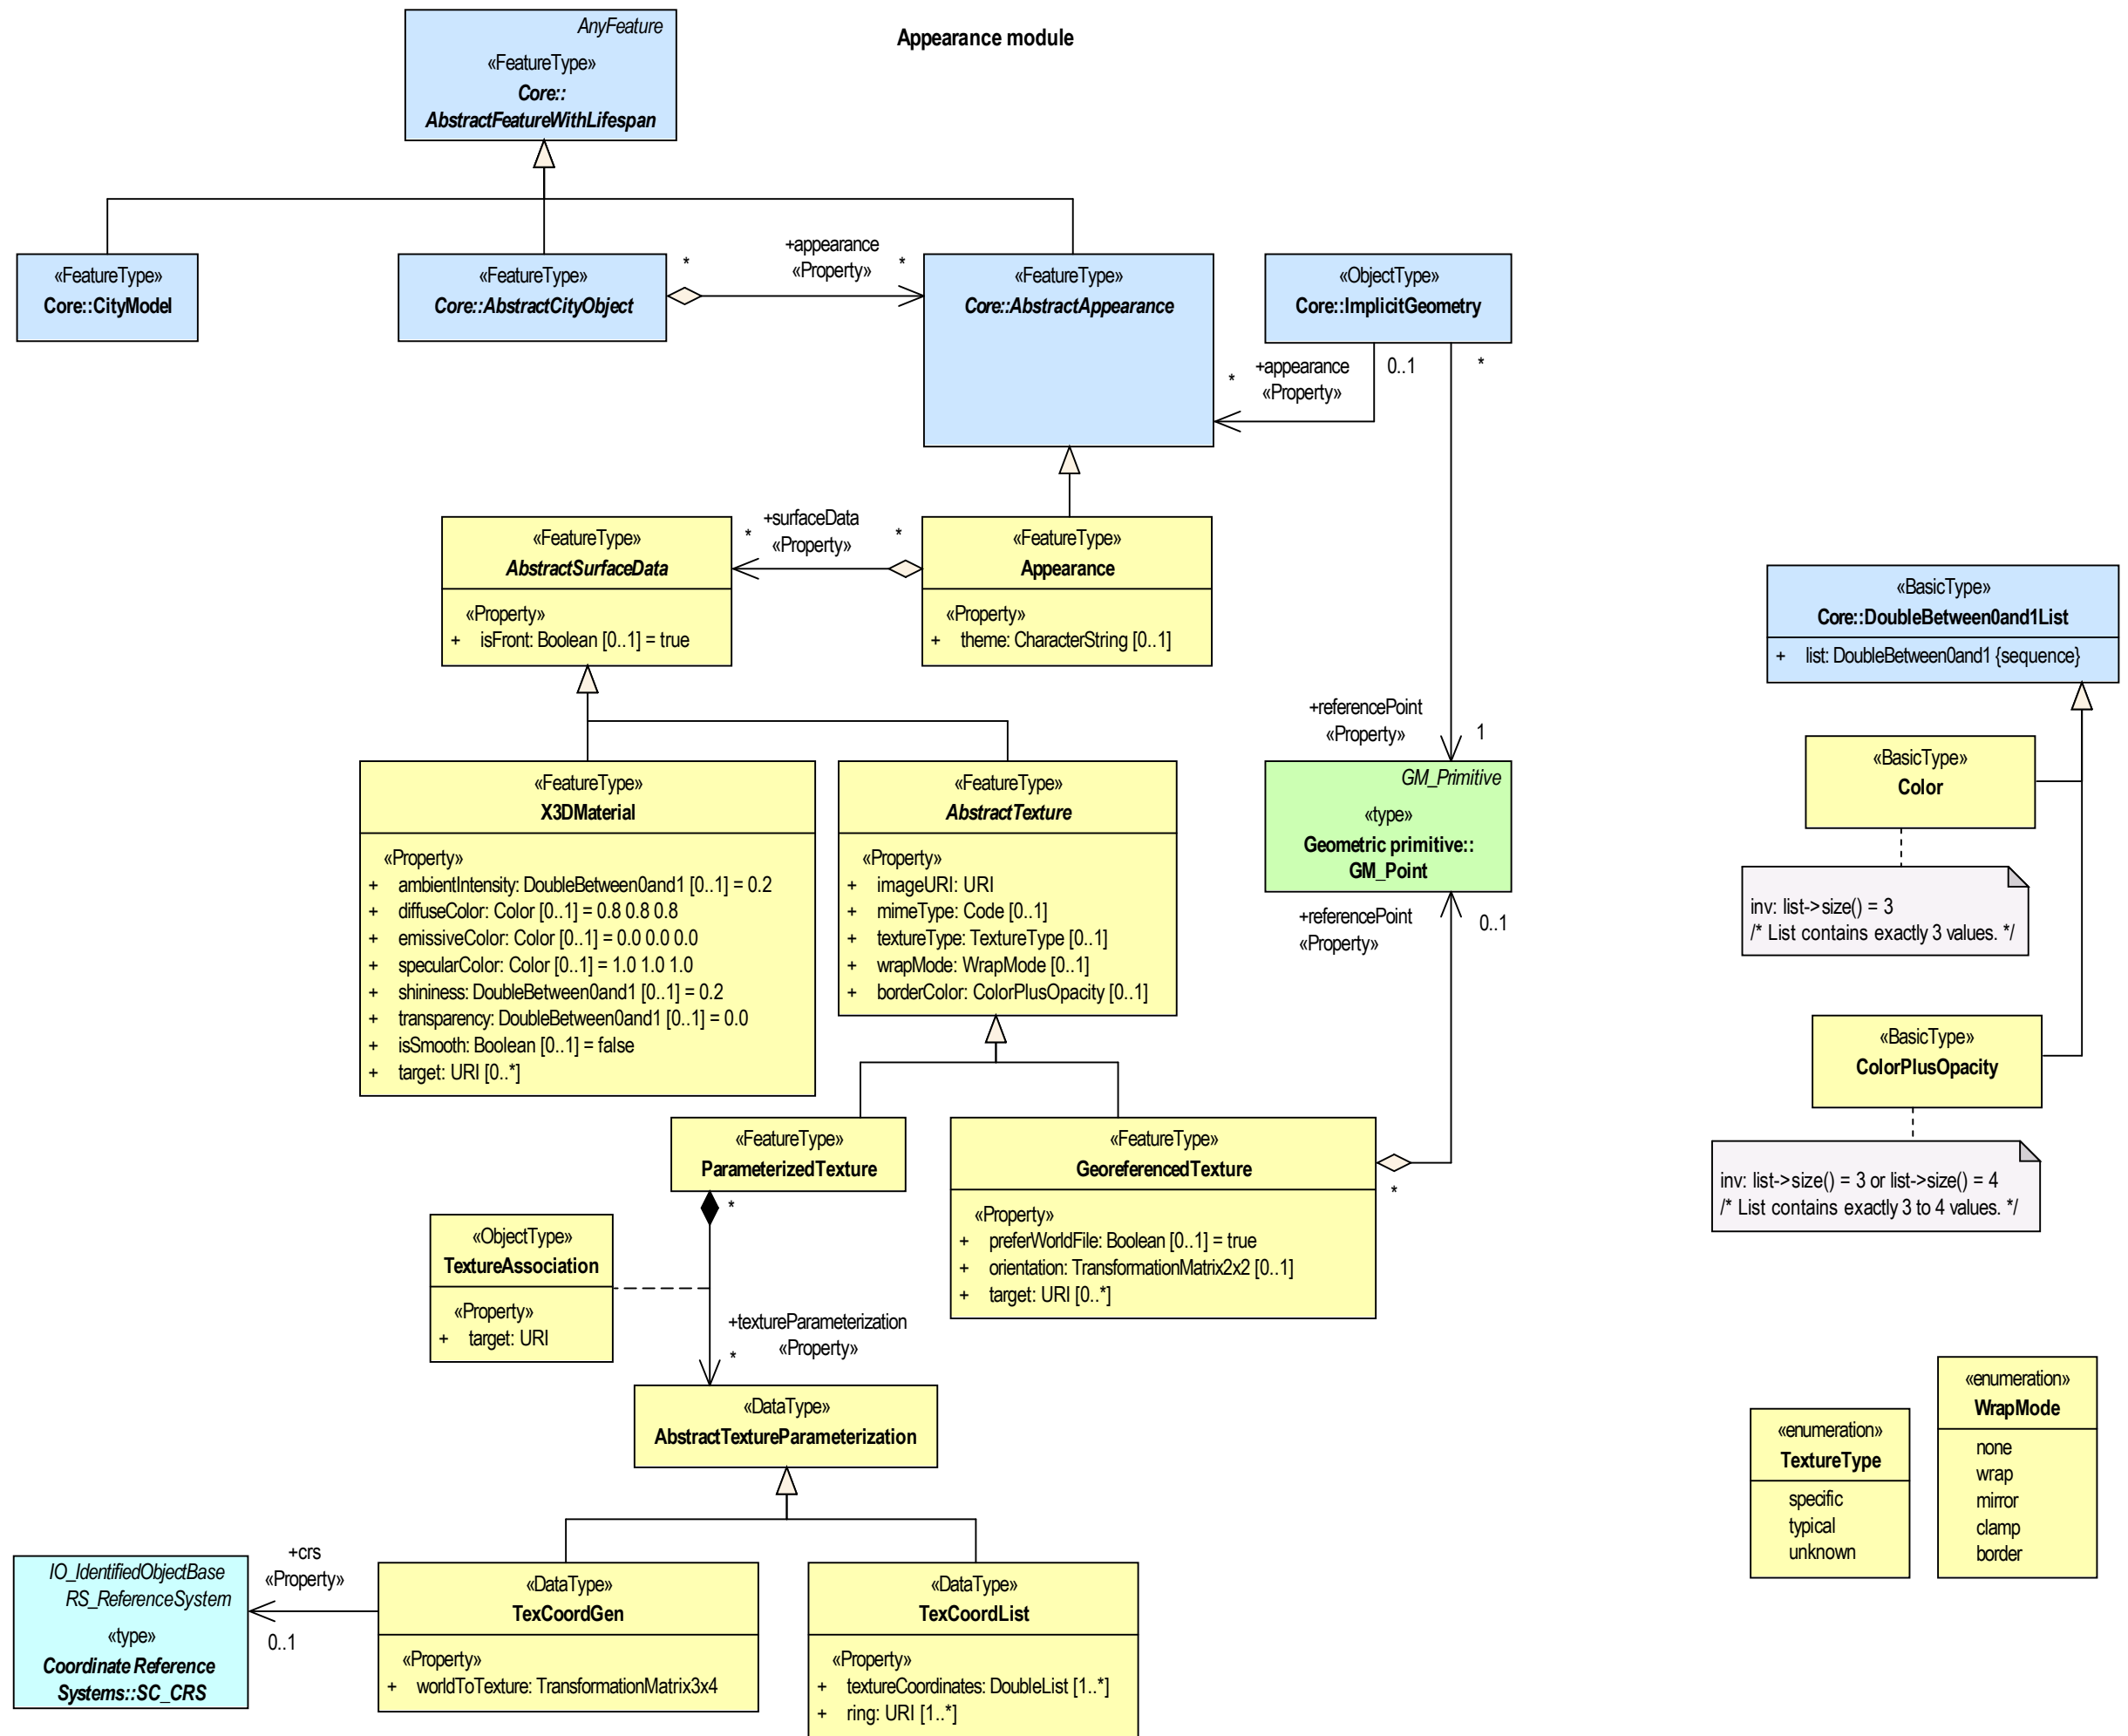 Appearance module
AnyFeature
«FeatureType»
Core::
AbstractFeatureWithLifespan
«FeatureType»
Core::CityModel
«FeatureType»
Core::AbstractCityObject
*
+appearance
«Property»
*
«FeatureType»
Core::AbstractAppearance
«ObjectType»
Core::ImplicitGeometry
0..1
*
+appearance
«Property»
*
«FeatureType»
AbstractSurfaceData
«Property»
+ isFront: Boolean [0..1] = true
+surfaceData
«Property»
*
*
«FeatureType»
Appearance
«Property»
+ theme: CharacterString [0..1]
«BasicType»
Core::DoubleBetween0and1List
+ list: DoubleBetween0and1 {sequence}
+referencePoint
«Property»
1
«FeatureType»
X3DMaterial
«Property»
+ ambientIntensity: DoubleBetween0and1 [0..1] = 0.2
+ diffuseColor: Color [0..1] = 0.8 0.8 0.8
+ emissiveColor: Color [0..1] = 0.0 0.0 0.0
+ specularColor: Color [0..1] = 1.0 1.0 1.0
+ shininess: DoubleBetween0and1 [0..1] = 0.2
+ transparency: DoubleBetween0and1 [0..1] = 0.0
+ isSmooth: Boolean [0..1] = false
+ target: URI [0..*]
«FeatureType»
AbstractTexture
«Property»
+ imageURI: URI
+ mimeType: Code [0..1]
+ textureType: TextureType [0..1]
+ wrapMode: WrapMode [0..1]
+ borderColor: ColorPlusOpacity [0..1]
GM_Primitive
«type»
Geometric primitive::
GM_Point
+referencePoint
«Property»
0..1
«BasicType»
Color
inv: list->size() = 3
/* List contains exactly 3 values. */
«BasicType»
ColorPlusOpacity
inv: list->size() = 3 or list->size() = 4
/* List contains exactly 3 to 4 values. */
«FeatureType»
ParameterizedTexture
*
«FeatureType»
GeoreferencedTexture
«Property»
+ preferWorldFile: Boolean [0..1] = true
+ orientation: TransformationMatrix2x2 [0..1]
+ target: URI [0..*]
*
«ObjectType»
TextureAssociation
«Property»
+ target: URI
+textureParameterization
«Property»
*
«DataType»
AbstractTextureParameterization
«enumeration»
TextureType
specific
typical
unknown
«enumeration»
WrapMode
none
wrap
mirror
clamp
border
IO_IdentifiedObjectBase
RS_ReferenceSystem
«type»
Coordinate Reference
Systems::SC_CRS
+crs
«Property»
0..1
«DataType»
TexCoordGen
«Property»
+ worldToTexture: TransformationMatrix3x4
«DataType»
TexCoordList
«Property»
+ textureCoordinates: DoubleList [1..*]
+ ring: URI [1..*]